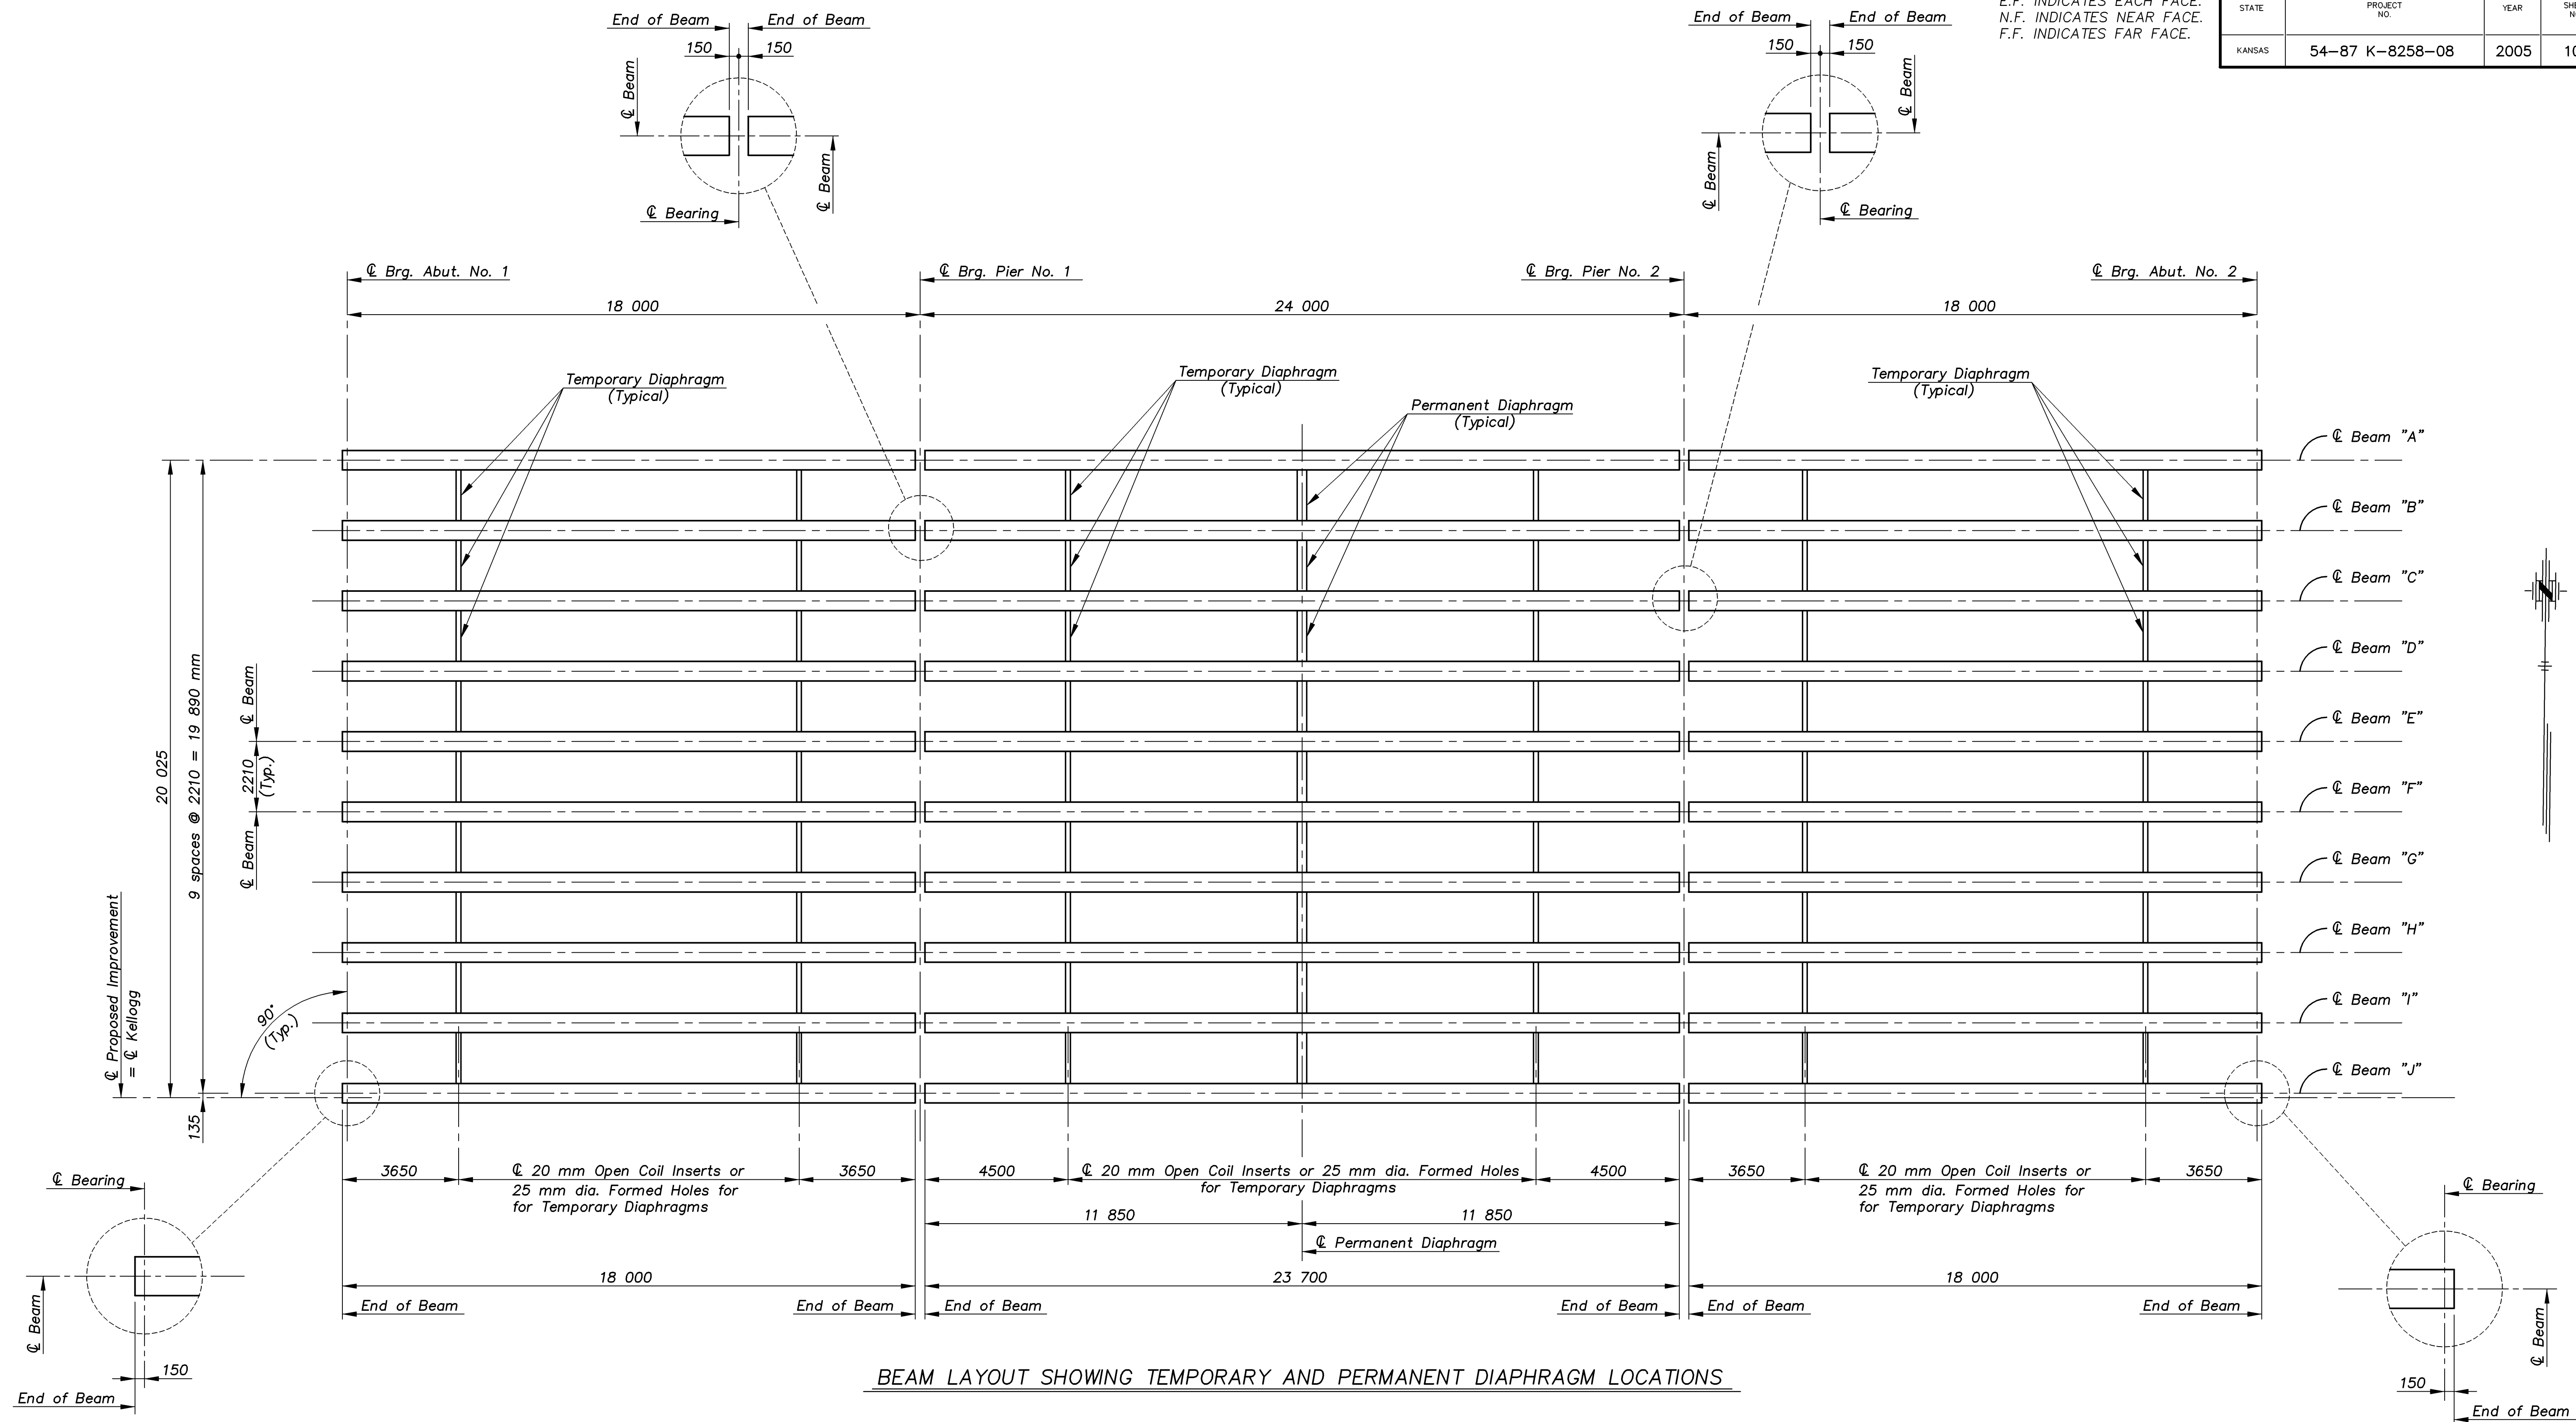 End of Beam
End of Beam
150
150
℄ Beam
℄ Beam
℄ Bearing
End of Beam
End of Beam
150
150
℄ Beam
℄ Beam
℄ Bearing
E.F. INDICATES EACH FACE.
N.F. INDICATES NEAR FACE.
F.F. INDICATES FAR FACE.
STATE
PROJECT
NO.
YEAR
KANSAS
54-87 K-8258-08
2005
℄ Brg. Abut. No. 1
℄ Brg. Pier No. 1
℄ Brg. Pier No. 2
℄ Brg. Abut. No. 2
18 000
24 000
18 000
Temporary Diaphragm
(Typical)
Temporary Diaphragm
(Typical)
Permanent Diaphragm
(Typical)
Temporary Diaphragm
(Typical)
℄ Beam "A"
℄ Beam "B"
℄ Beam "C"
℄ Beam "D"
℄ Beam "E"
℄ Beam "F"
℄ Beam "G"
℄ Beam "H"
℄ Beam "I"
℄ Beam "J"
N
20 025
9 spaces @ 2210 = 19 890 mm
℄ Beam
2210
(Typ.)
℄ Beam
℄ Proposed Improvement
= ℄ Kellogg
90°
(Typ.)
135
3650
℄ 20 mm Open Coil Inserts or
25 mm dia. Formed Holes for
for Temporary Diaphragms
3650
4500
℄ 20 mm Open Coil Inserts or 25 mm dia. Formed Holes
for Temporary Diaphragms
4500
3650
℄ 20 mm Open Coil Inserts or
25 mm dia. Formed Holes for
for Temporary Diaphragms
3650
11 850
11 850
℄ Permanent Diaphragm
18 000
23 700
18 000
End of Beam
End of Beam
End of Beam
End of Beam
End of Beam
End of Beam
℄ Bearing
℄ Beam
150
End of Beam
℄ Bearing
℄ Beam
150
End of Beam
BEAM LAYOUT SHOWING TEMPORARY AND PERMANENT DIAPHRAGM LOCATIONS